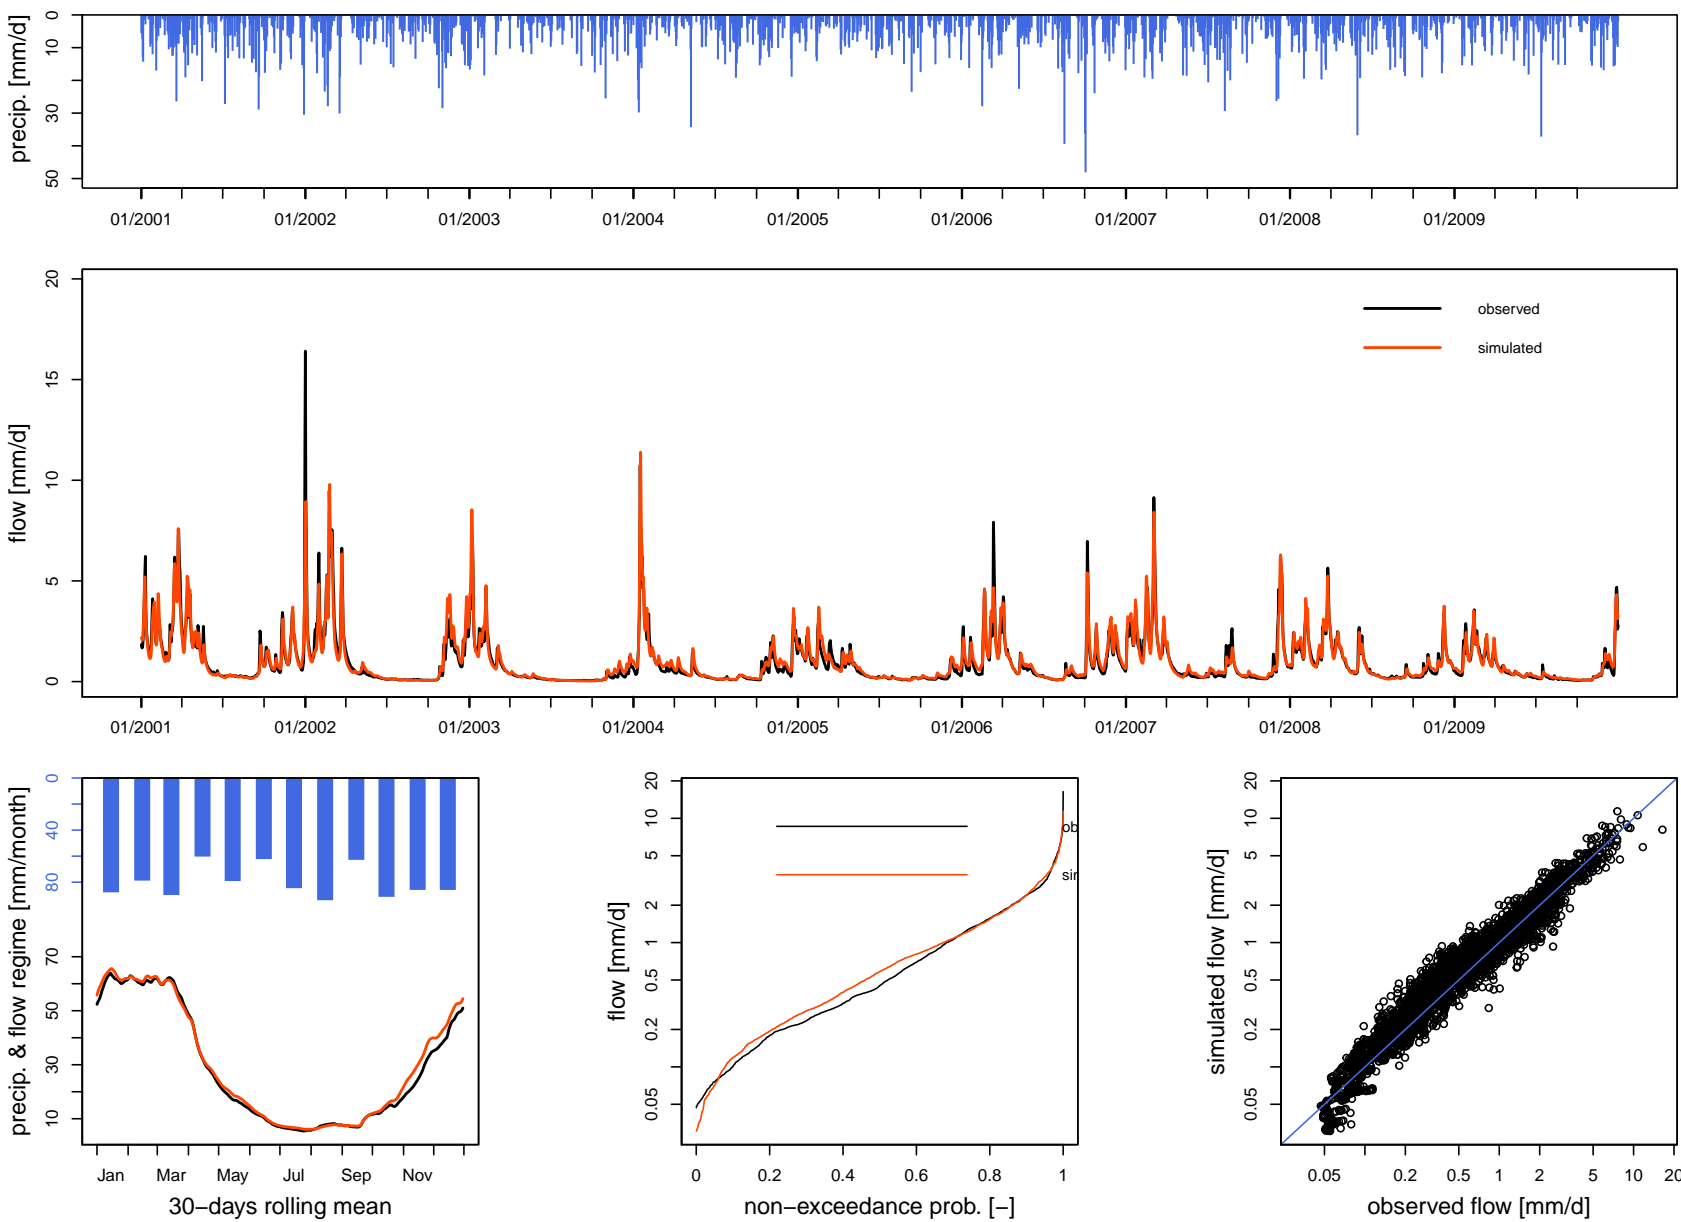 precip. [mm/d]
0
10
30
50
01/2001 01/2002 01/2003 01/2004 01/2005 01/2006 01/2007 01/2008 01/2009
flow [mm/d]
20
15
10
5
0
observed
simulated
01/2001 01/2002 01/2003 01/2004 01/2005 01/2006 01/2007 01/2008 01/2009
precip. & flow regime [mm/month]
0
40
80
70
50
30
10
Jan Mar May Jul Sep Nov
30−days rolling mean
flow [mm/d]
20
10
5
2
1
0.5
0.2
0.05
ob
sir
0 0.2 0.4 0.6 0.8 1
non−exceedance prob. [−]
simulated flow [mm/d]
20
10
5
2
1
0.5
0.2
0.05
0.05 0.2 0.5 1 2 5 10 20
observed flow [mm/d]